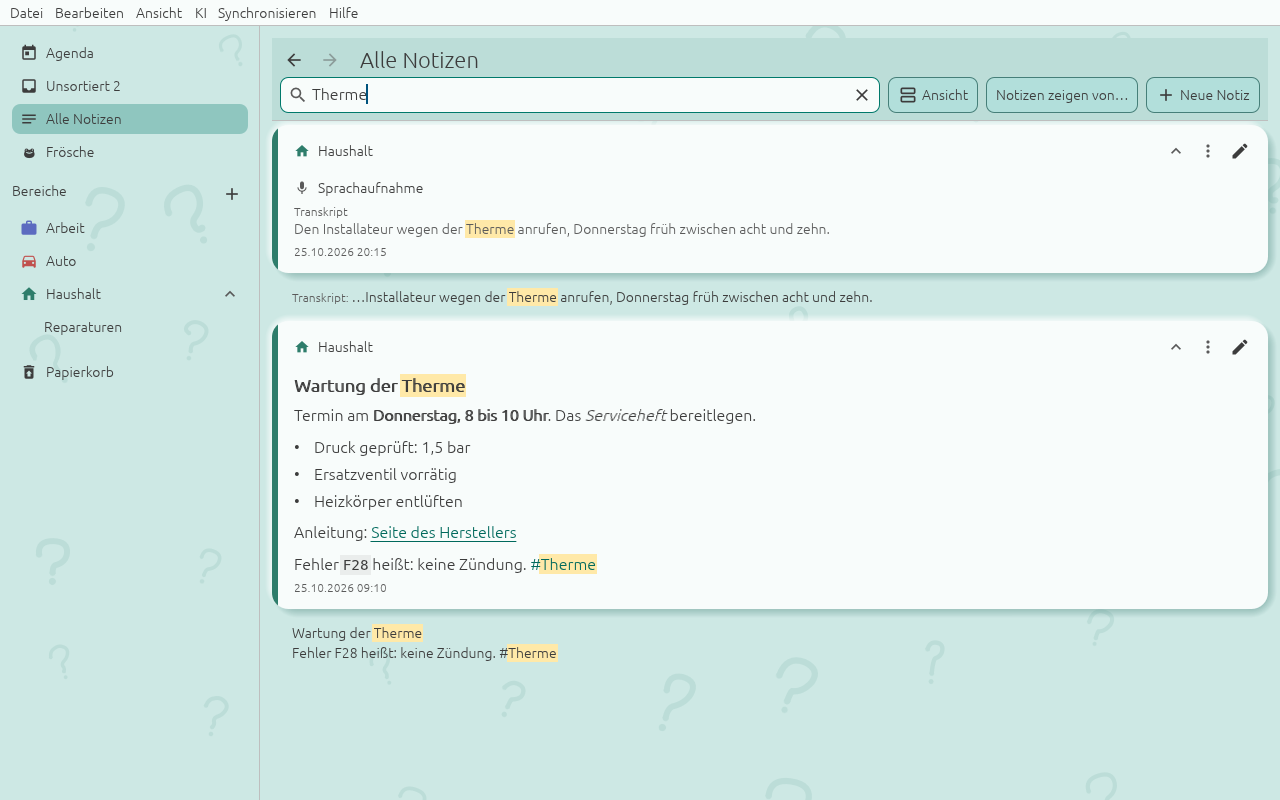 Datei Bearbeiten Ansicht KI Synchronisieren Hilfe
Agenda
Unsortiert 2
Alle Notizen
Frösche
Bereiche
Arbeit
Auto
Haushalt
Reparaturen
Papierkorb
Alle Notizen
Therme
Ansicht
Notizen zeigen von…
Neue Notiz
Haushalt
Sprachaufnahme
Transkript
Den Installateur wegen der Therme anrufen, Donnerstag früh zwischen acht und zehn.
25.10.2026 20:15
Transkript: …Installateur wegen der Therme anrufen, Donnerstag früh zwischen acht und zehn.
Haushalt
Wartung der Therme
Termin am Donnerstag, 8 bis 10 Uhr. Das Serviceheft bereitlegen.
• Druck geprüft: 1,5 bar
• Ersatzventil vorrätig
• Heizkörper entlüften
Anleitung: Seite des Herstellers
Fehler F28 heißt: keine Zündung. #Therme
25.10.2026 09:10
Wartung der Therme
Fehler F28 heißt: keine Zündung. #Therme